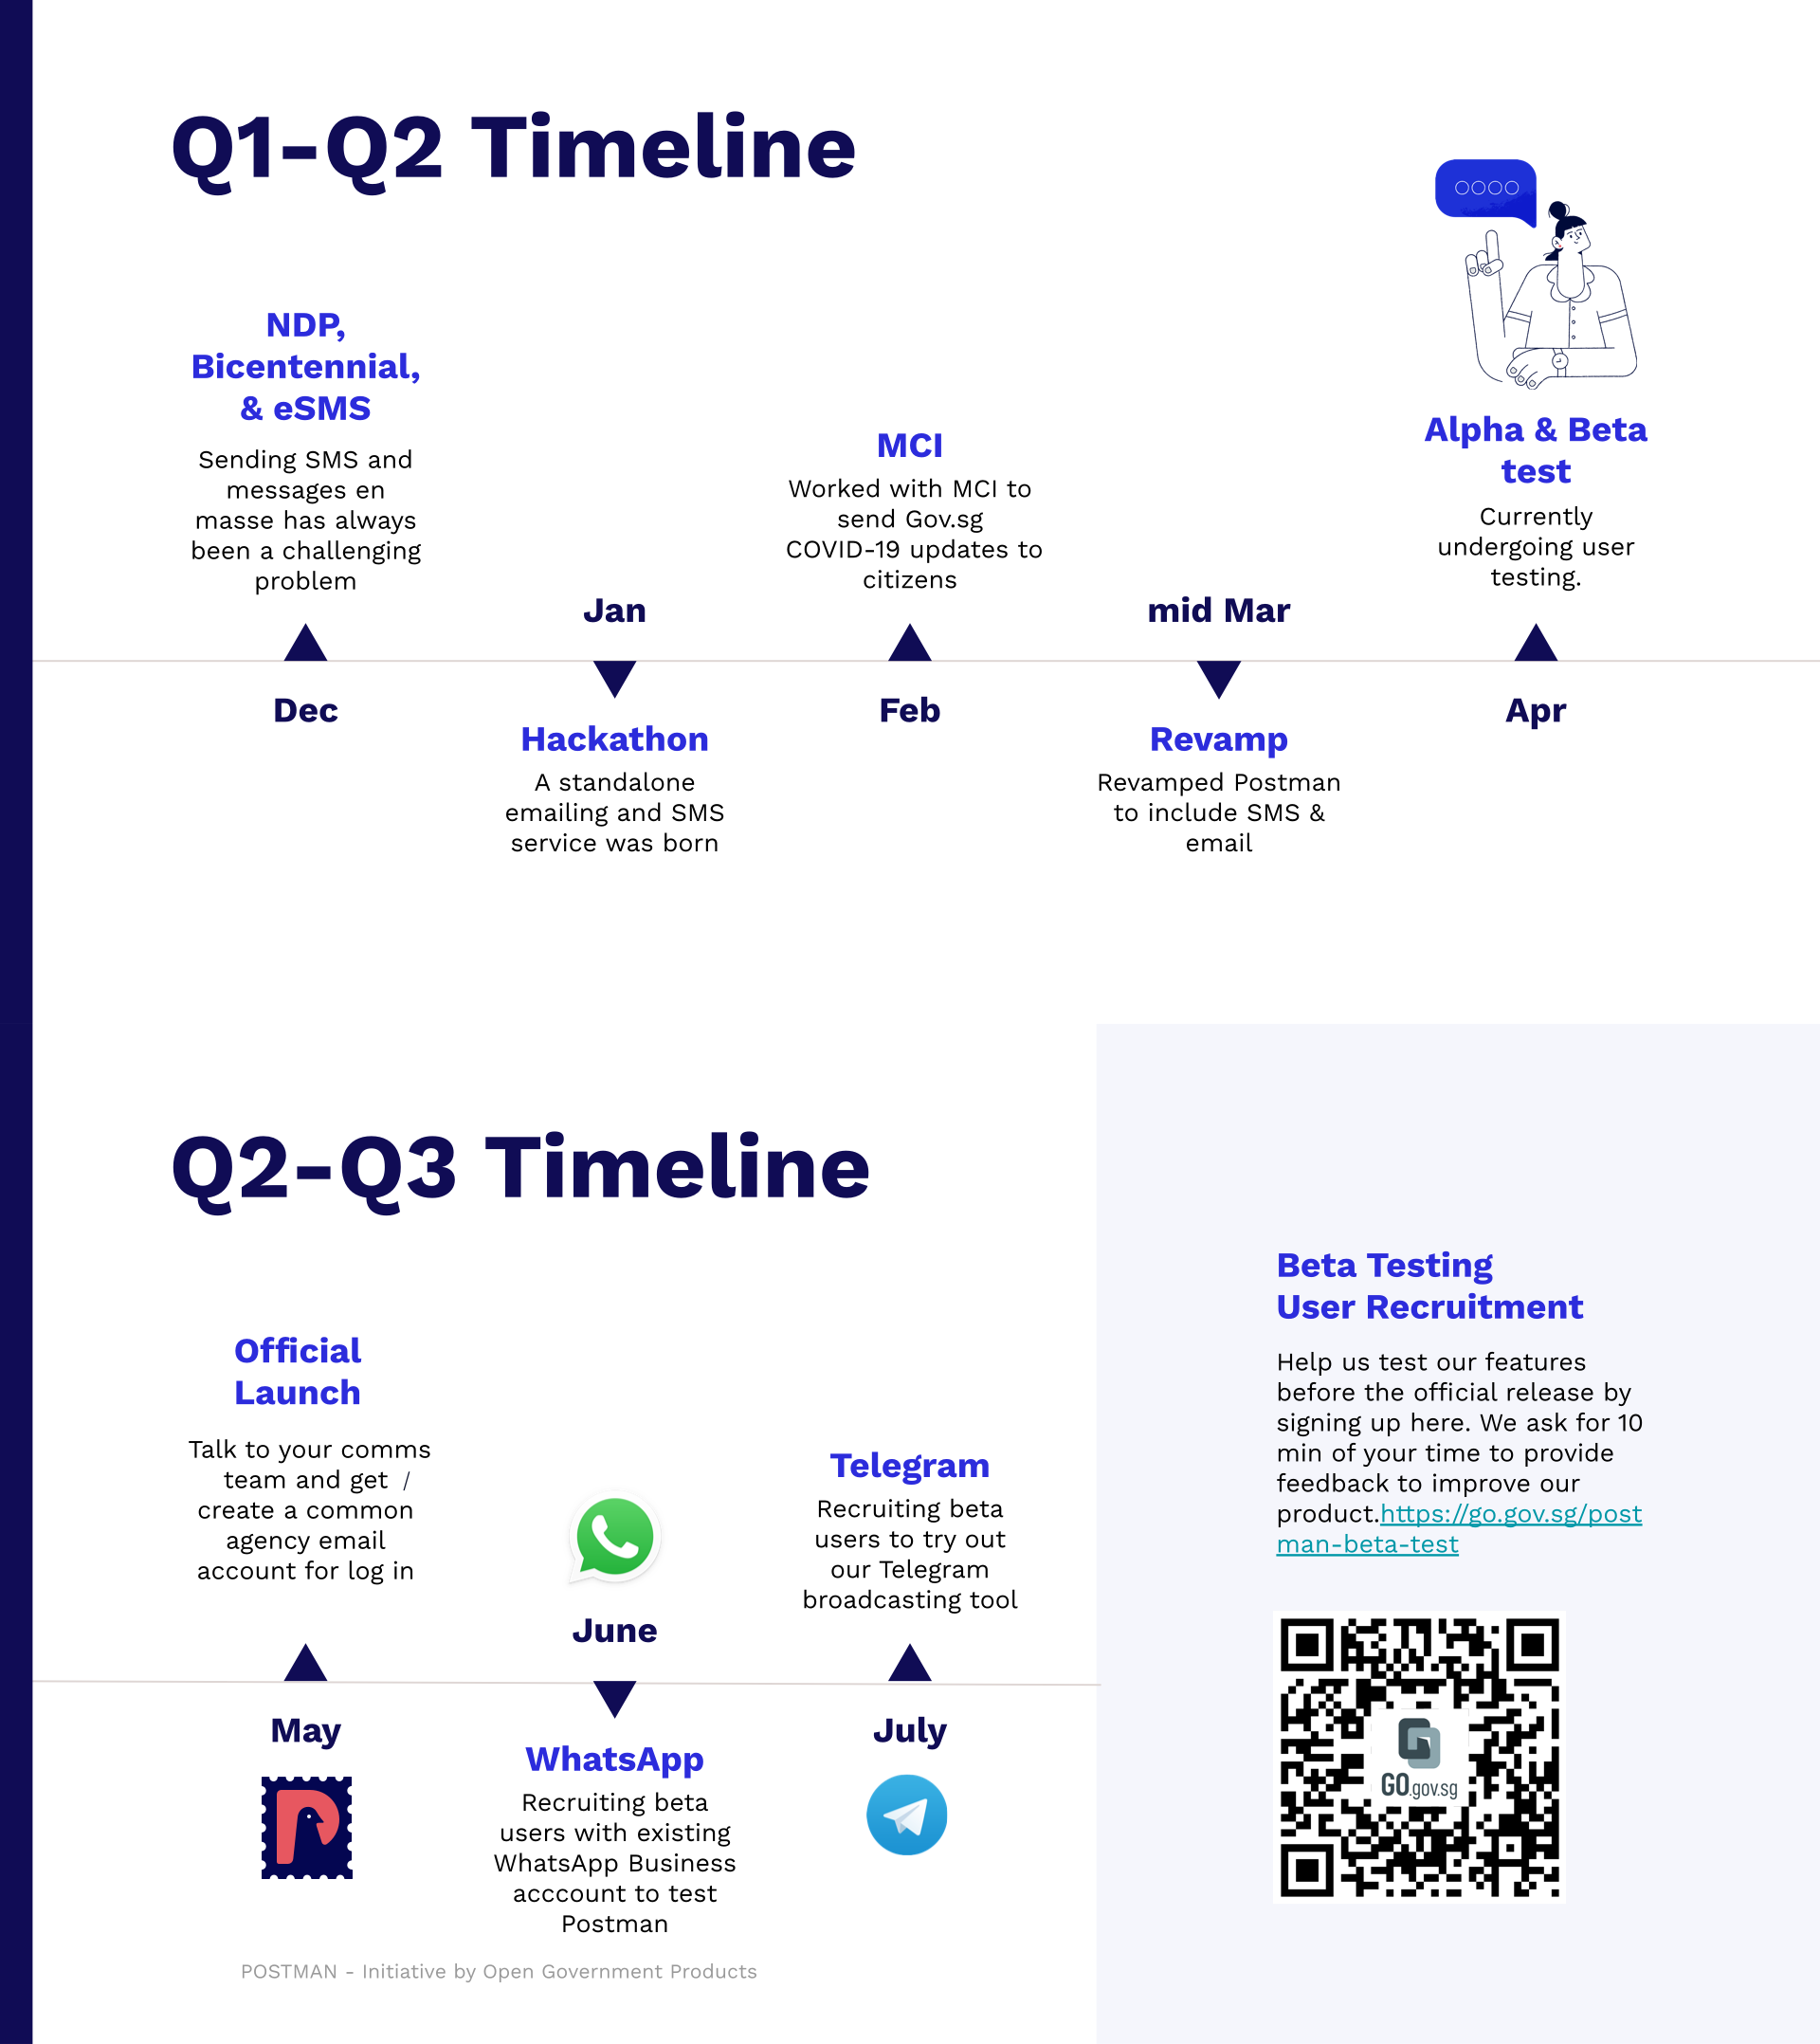 Q1-Q2 Timeline
NDP,
Bicentennial,
& eSMS
Sending SMS and
messages en
masse has always
been a challenging
problem
Dec
Jan
Hackathon
A standalone
emailing and SMS
service was born
MCI
Worked with MCI to
send Gov.sg
COVID-19 updates to
citizens
Feb
mid Mar
Revamp
Revamped Postman
to include SMS &
email
Alpha & Beta
test
Currently
undergoing user
testing.
Apr
Q2-Q3 Timeline
Official
Launch
Talk to your comms
team and get /
create a common
agency email
account for log in
May
June
WhatsApp
Recruiting beta
users with existing
WhatsApp Business
acccount to test
Postman
Telegram
Recruiting beta
users to try out
our Telegram
broadcasting tool
July
Beta Testing
User Recruitment
Help us test our features
before the official release by
signing up here. We ask for 10
min of your time to provide
feedback to improve our
product.https://go.gov.sg/post
man-beta-test
GO.gov.sg
POSTMAN - Initiative by Open Government Products